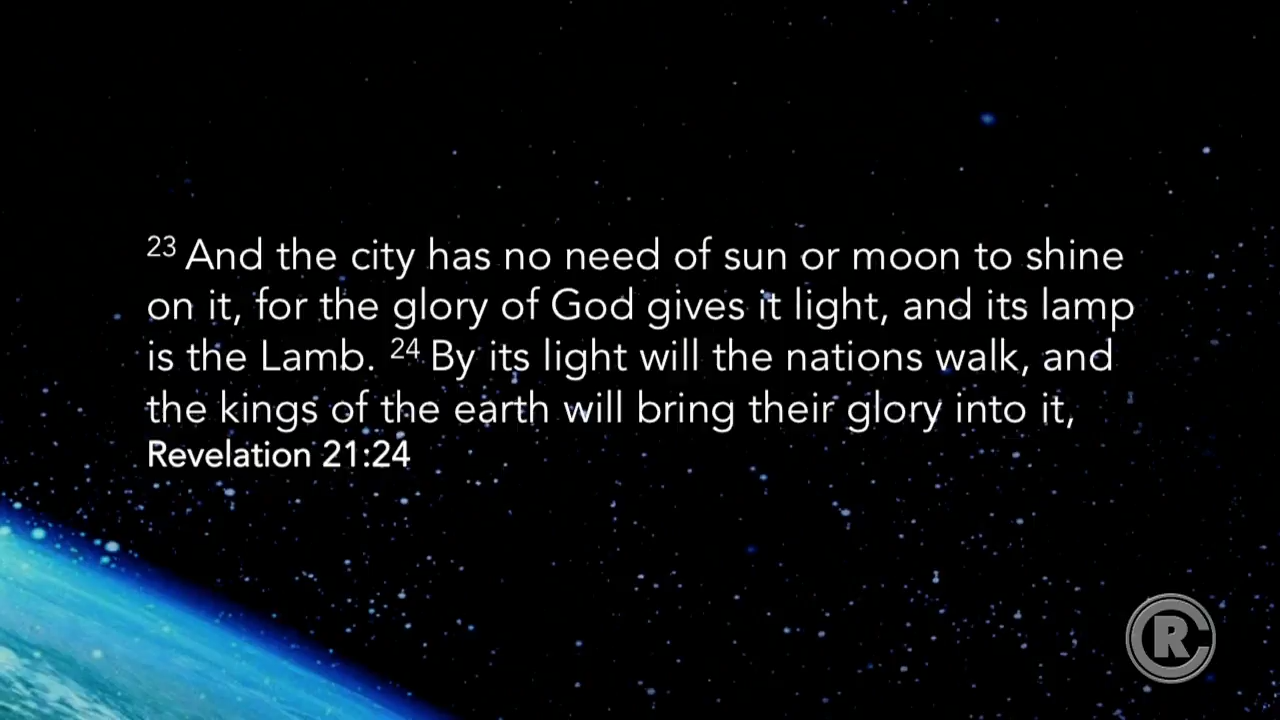 23 And the city has no need of sun or moon to shine
on it, for the glory of God gives it light, and its lamp
is the Lamb. 24 By its light will the nations walk, and
the kings of the earth will bring their glory into it,
Revelation 21:24
RC